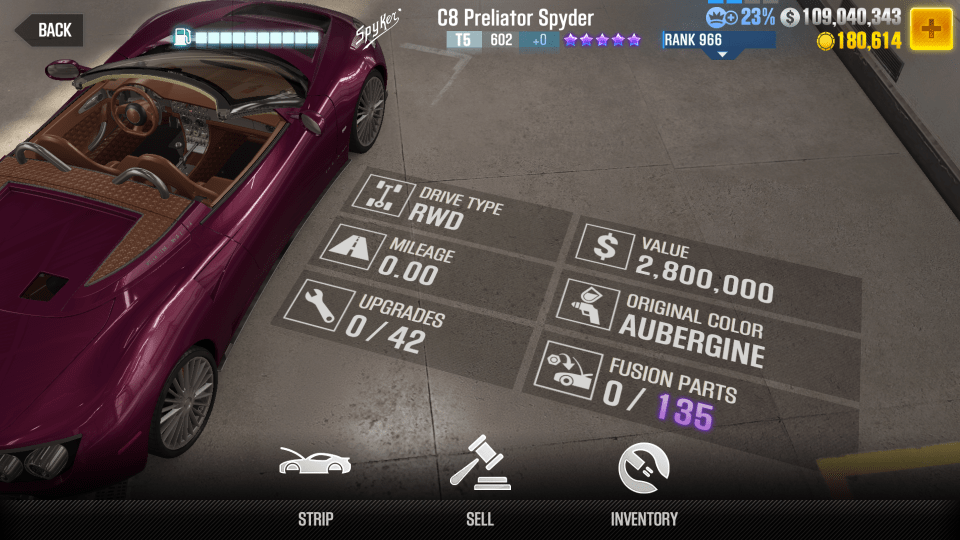 BACK
Spyker
C8 Preliator Spyder
T5 602 +0
RANK 966
23% $ 109,040,343
180,614
DRIVE TYPE
RWD
MILEAGE
0.00
UPGRADES
0 / 42
$ VALUE
2,800,000
ORIGINAL COLOR
AUBERGINE
FUSION PARTS
0 / 135
STRIP
SELL
INVENTORY